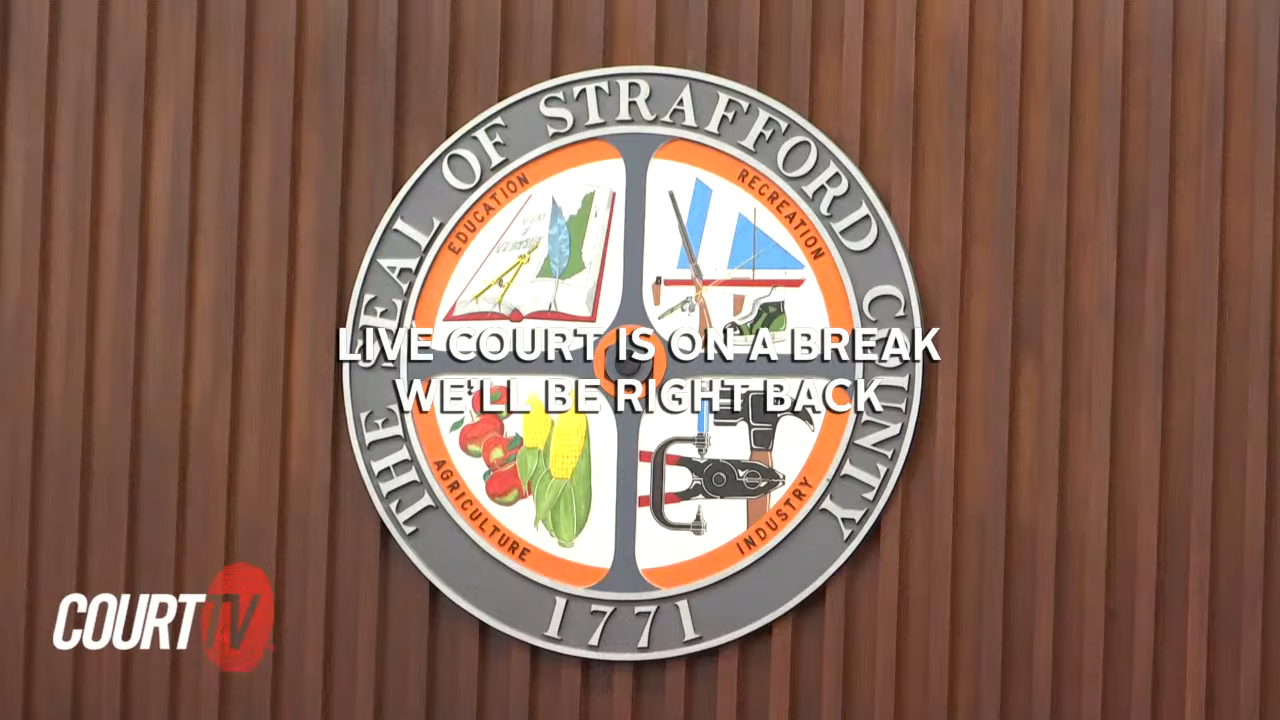 THE SEAL OF STRAFFORD COUNTY
EDUCATION
RECREATION
LIVE COURT IS ON A BREAK
WE'LL BE RIGHT BACK
AGRICULTURE
INDUSTRY
1771
COURT TV